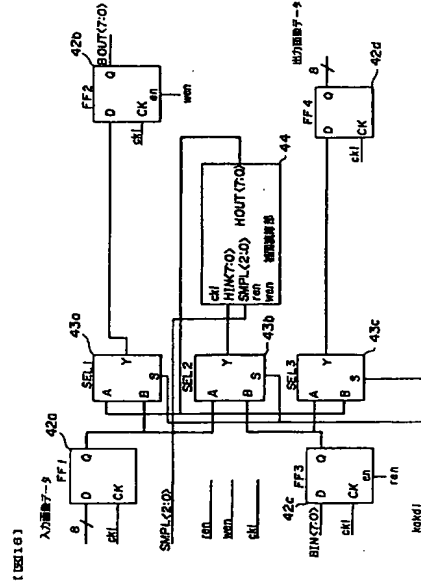 【図16】
入力画像データ
42a
FF1
8
D
Q
ckl
CK
43a
SEL1
A
B
Y
S
42b
FF2
BOUT(7:0)
D
Q
CK
en
ckl
wen
SMPL(2:0)
ren
wen
ckl
43b
SEL2
A
B
Y
S
44
ckl
HIN(7:0)
SMPL(2:0)
ren
wen
HOUT(7:0)
42c
FF3
BIN(7:0)
D
Q
ckl
CK
en
ren
43c
SEL3
A
B
Y
S
出力画像データ
42d
FF4
8
D
Q
CK
ckl